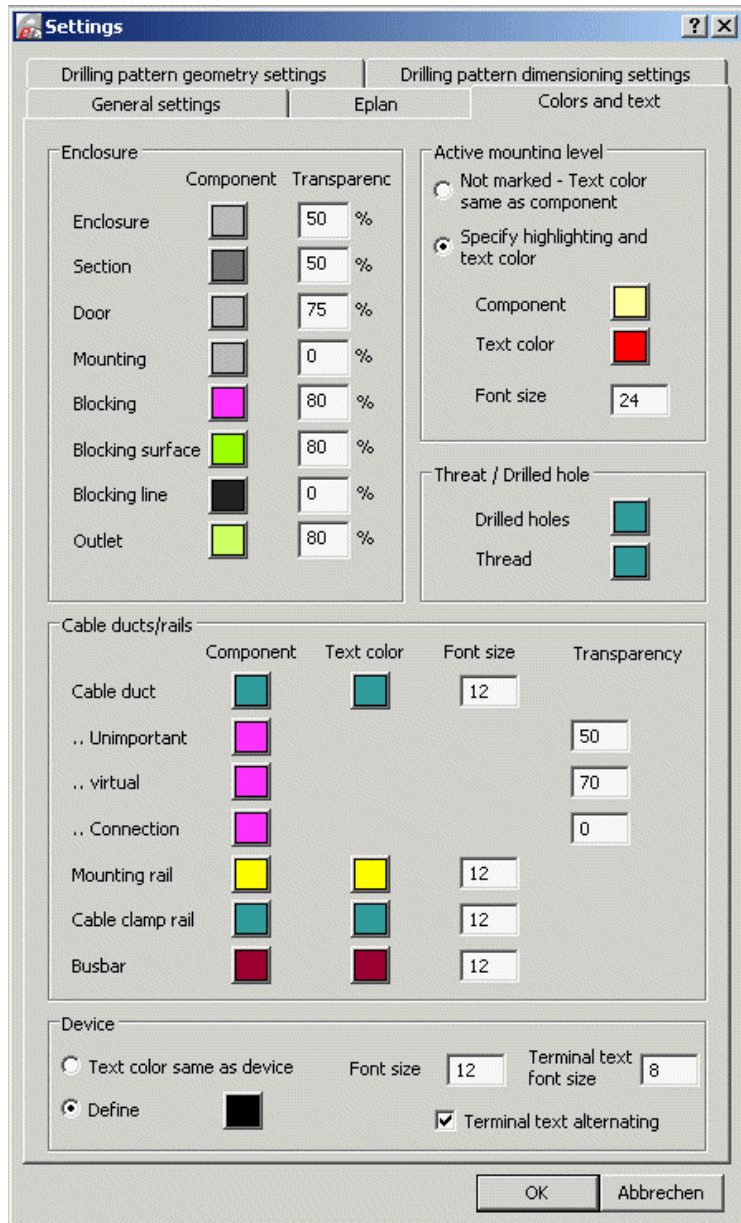 Settings
Drilling pattern geometry settings
Drilling pattern dimensioning settings
General settings
Eplan
Colors and text
Enclosure
Component Transparenc
Enclosure 50 %
Section 50 %
Door 75 %
Mounting 0 %
Blocking 80 %
Blocking surface 80 %
Blocking line 0 %
Outlet 80 %
Active mounting level
Not marked - Text color
same as component
Specify highlighting and
text color
Component
Text color
Font size 24
Threat / Drilled hole
Drilled holes
Thread
Cable ducts/rails
Component Text color Font size Transparency
Cable duct 12
.. Unimportant 50
.. virtual 70
.. Connection 0
Mounting rail 12
Cable clamp rail 12
Busbar 12
Device
Text color same as device
Font size 12
Terminal text
font size 8
Define
Terminal text alternating
OK
Abbrechen